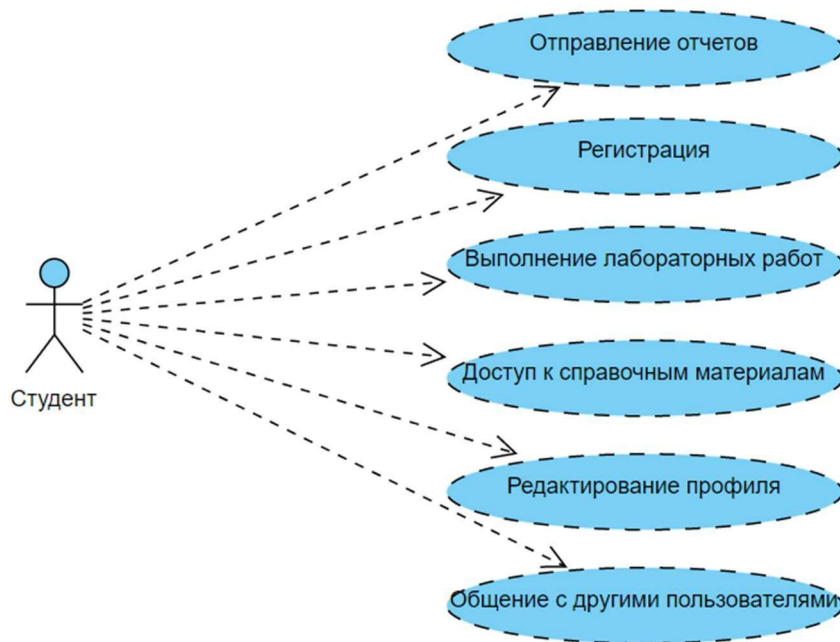 Отправление отчетов
Регистрация
Выполнение лабораторных работ
Студент
Доступ к справочным материалам
Редактирование профиля
Общение с другими пользователями